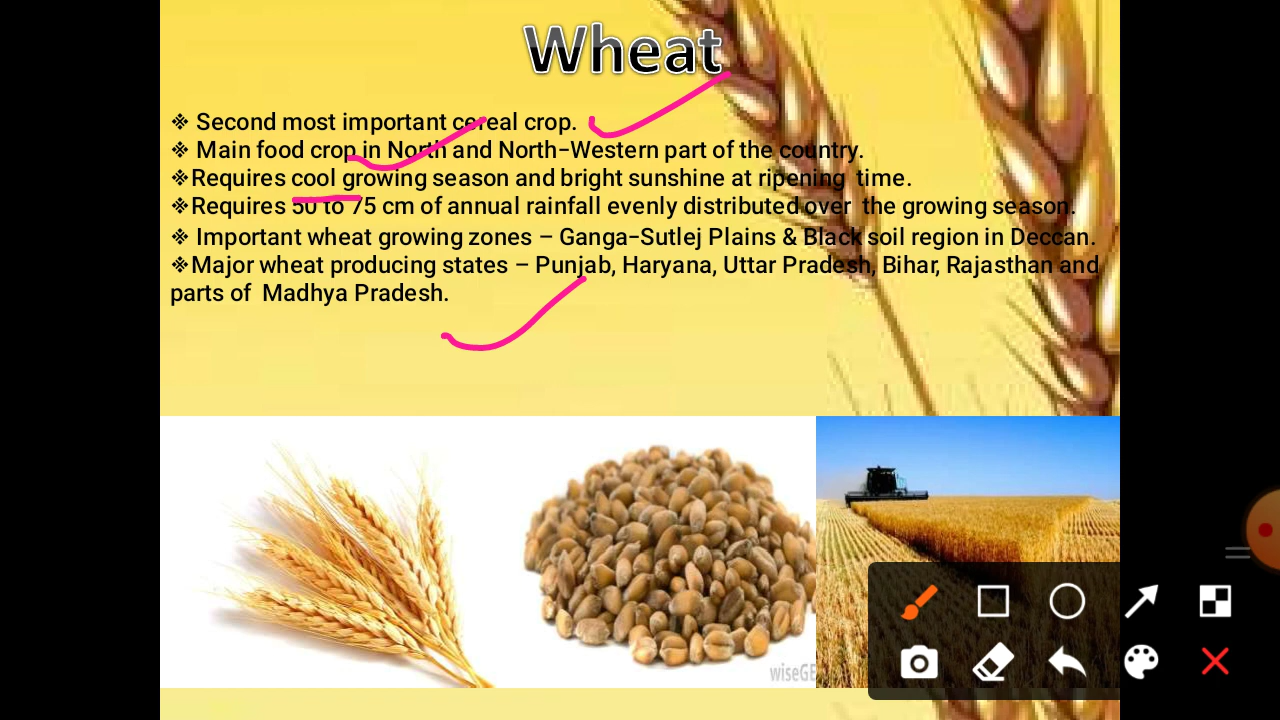 Wheat
❖ Second most important cereal crop.
❖ Main food crop in North and North-Western part of the country.
❖Requires cool growing season and bright sunshine at ripening time.
❖Requires 50 to 75 cm of annual rainfall evenly distributed over the growing season.
❖ Important wheat growing zones – Ganga-Sutlej Plains & Black soil region in Deccan.
❖Major wheat producing states – Punjab, Haryana, Uttar Pradesh, Bihar, Rajasthan and
parts of Madhya Pradesh.
wiseGE